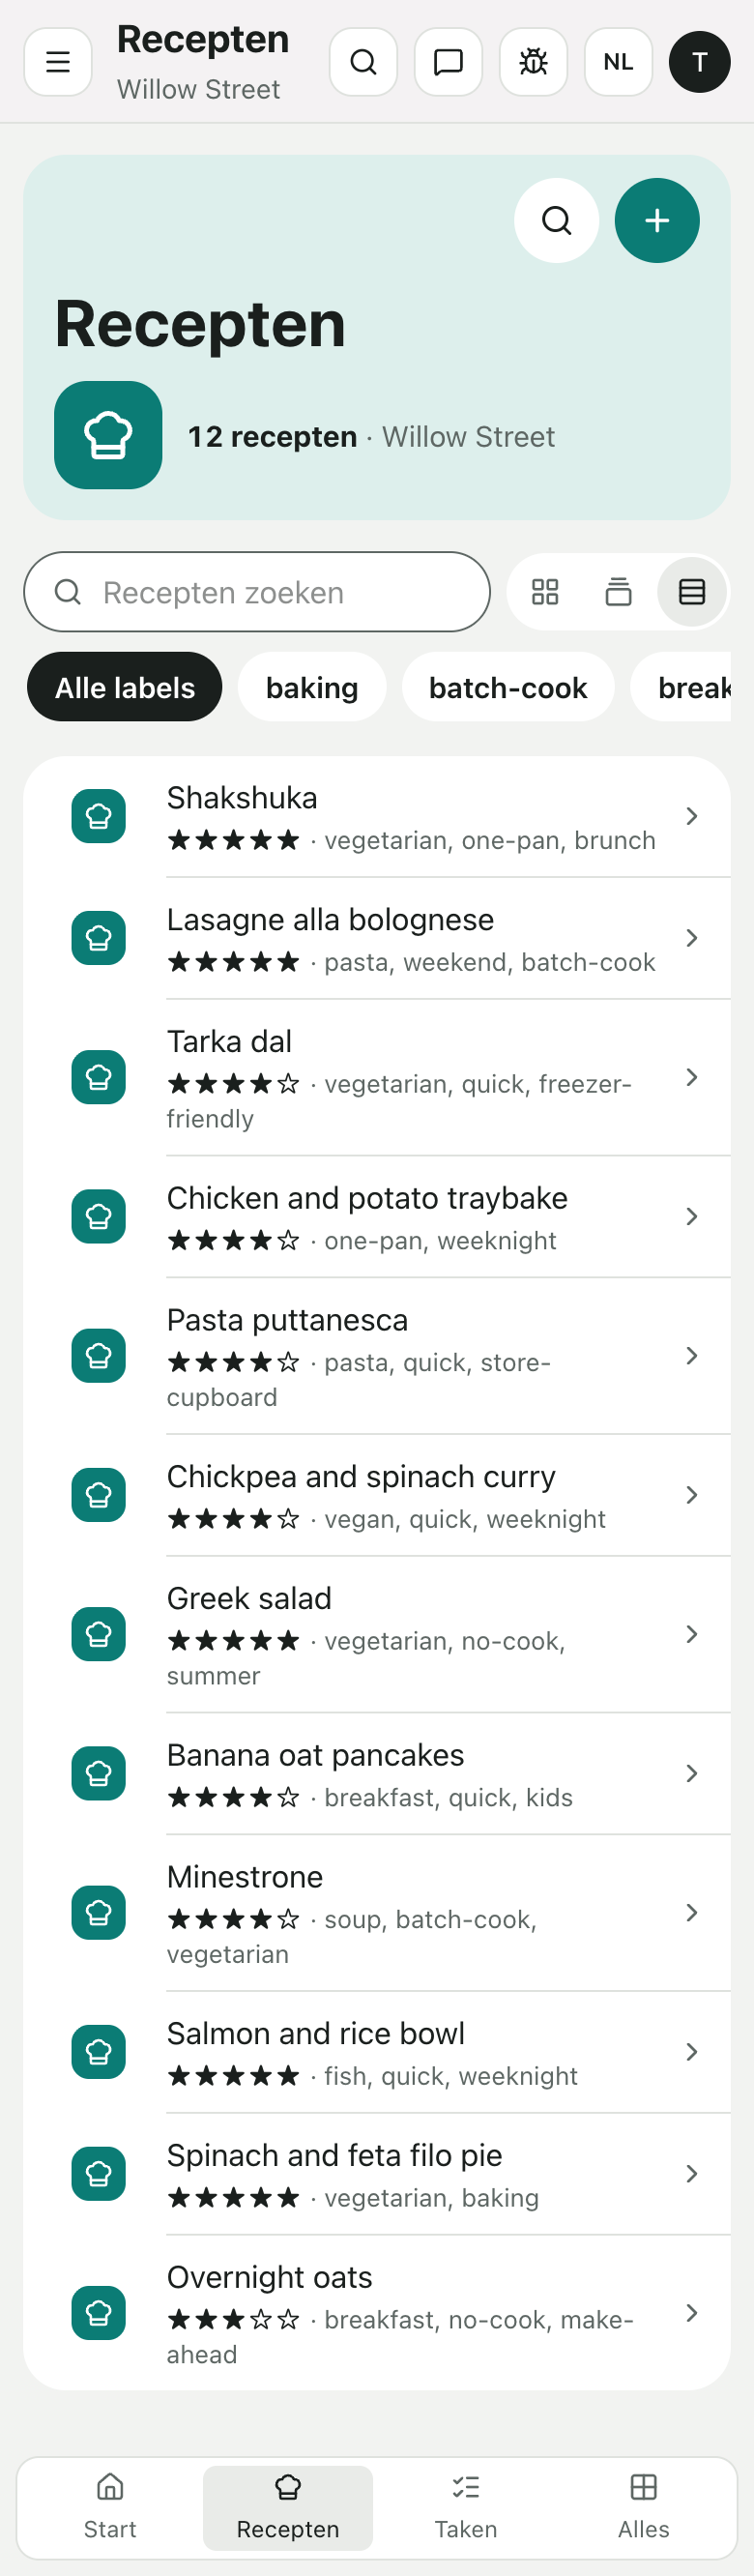 Recepten
Willow Street
NL
T
Recepten
12 recepten · Willow Street
Recepten zoeken
Alle labels
baking
batch-cook
break
Shakshuka
★★★★★ · vegetarian, one-pan, brunch
Lasagne alla bolognese
★★★★★ · pasta, weekend, batch-cook
Tarka dal
★★★★☆ · vegetarian, quick, freezer-
friendly
Chicken and potato traybake
★★★★☆ · one-pan, weeknight
Pasta puttanesca
★★★★☆ · pasta, quick, store-
cupboard
Chickpea and spinach curry
★★★★☆ · vegan, quick, weeknight
Greek salad
★★★★★ · vegetarian, no-cook,
summer
Banana oat pancakes
★★★★☆ · breakfast, quick, kids
Minestrone
★★★★☆ · soup, batch-cook,
vegetarian
Salmon and rice bowl
★★★★★ · fish, quick, weeknight
Spinach and feta filo pie
★★★★★ · vegetarian, baking
Overnight oats
★★★☆☆ · breakfast, no-cook, make-
ahead
Start
Recepten
Taken
Alles